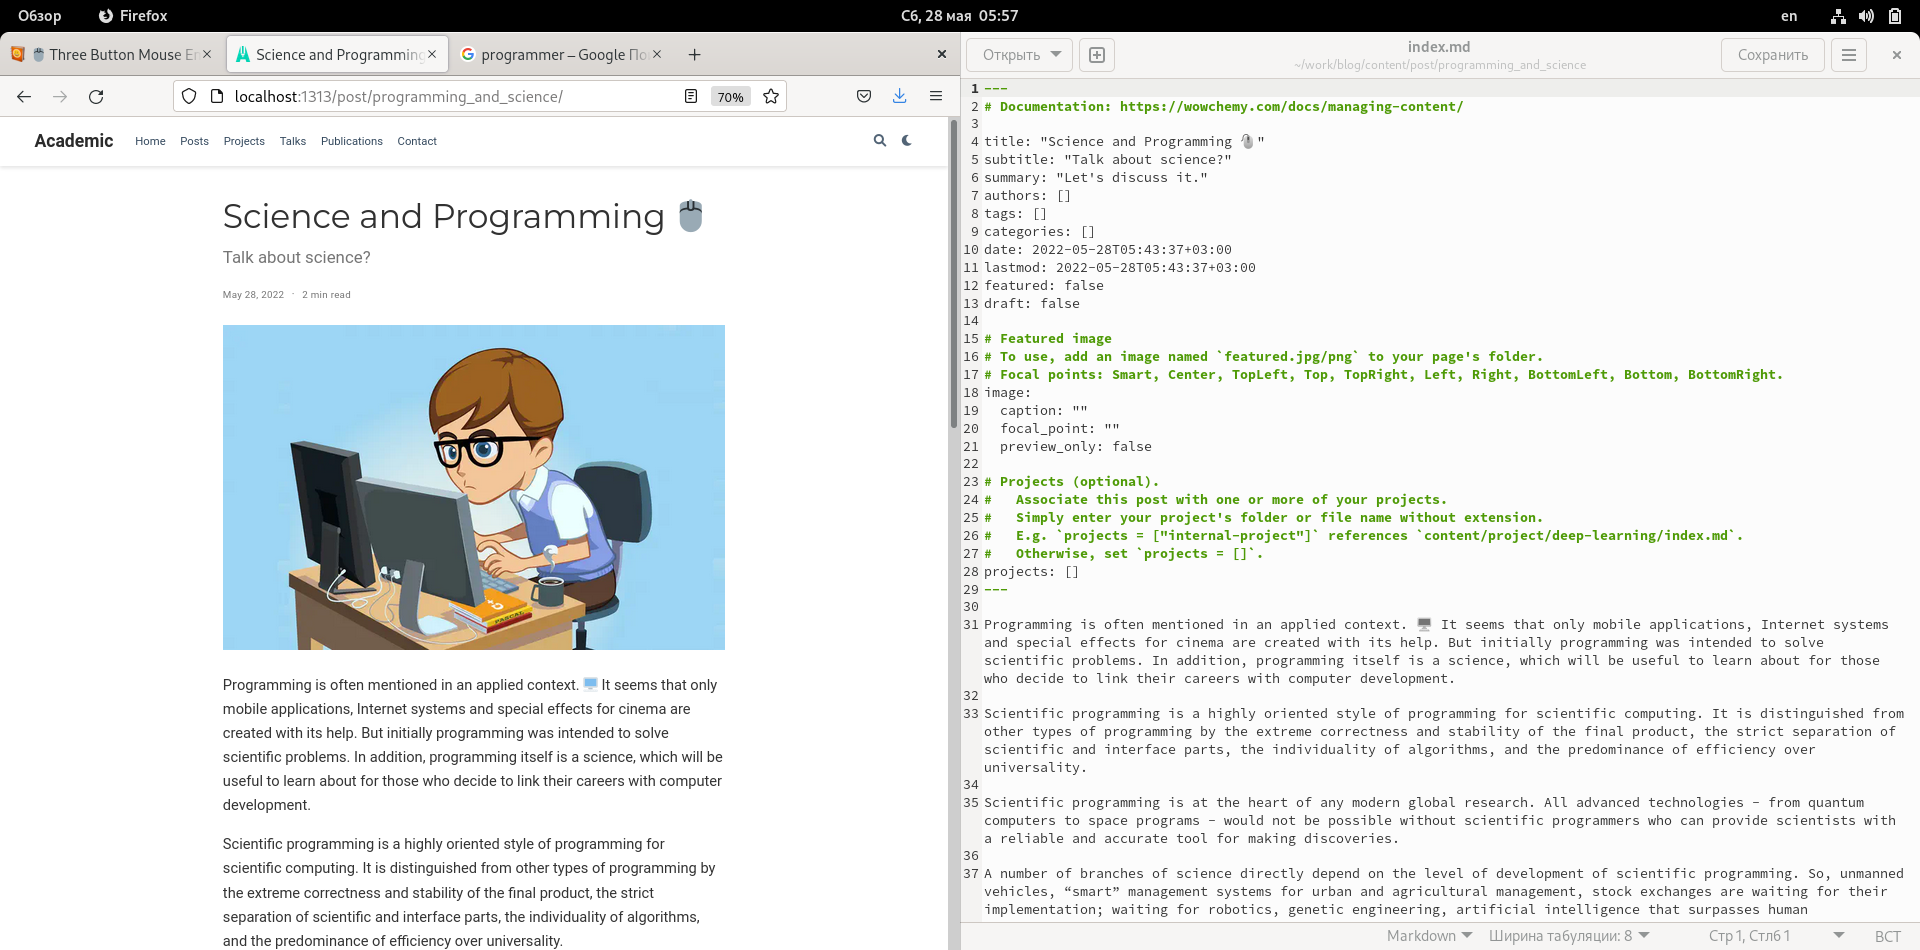 Обзор Firefox Сб, 28 мая 05:57 en
Three Button Mouse Em
Science and Programming
programmer – Google По
localhost:1313/post/programming_and_science/ 70%
Academic Home Posts Projects Talks Publications Contact
Science and Programming
Talk about science?
May 28, 2022 · 2 min read
PASCAL
Programming is often mentioned in an applied context. 🖥️ It seems that only
mobile applications, Internet systems and special effects for cinema are
created with its help. But initially programming was intended to solve
scientific problems. In addition, programming itself is a science, which will be
useful to learn about for those who decide to link their careers with computer
development.
Scientific programming is a highly oriented style of programming for
scientific computing. It is distinguished from other types of programming by
the extreme correctness and stability of the final product, the strict
separation of scientific and interface parts, the individuality of algorithms,
and the predominance of efficiency over universality.
Открыть index.md Сохранить
~/work/blog/content/post/programming_and_science
1 ---
2 # Documentation: https://wowchemy.com/docs/managing-content/
3
4 title: "Science and Programming 🖱️"
5 subtitle: "Talk about science?"
6 summary: "Let's discuss it."
7 authors: []
8 tags: []
9 categories: []
10 date: 2022-05-28T05:43:37+03:00
11 lastmod: 2022-05-28T05:43:37+03:00
12 featured: false
13 draft: false
14
15 # Featured image
16 # To use, add an image named `featured.jpg/png` to your page's folder.
17 # Focal points: Smart, Center, TopLeft, Top, TopRight, Left, Right, BottomLeft, Bottom, BottomRight.
18 image:
19   caption: ""
20   focal_point: ""
21   preview_only: false
22
23 # Projects (optional).
24 #   Associate this post with one or more of your projects.
25 #   Simply enter your project's folder or file name without extension.
26 #   E.g. `projects = ["internal-project"]` references `content/project/deep-learning/index.md`.
27 #   Otherwise, set `projects = []`.
28 projects: []
29 ---
30
31 Programming is often mentioned in an applied context. 🖥️ It seems that only mobile applications, Internet systems
and special effects for cinema are created with its help. But initially programming was intended to solve
scientific problems. In addition, programming itself is a science, which will be useful to learn about for those
who decide to link their careers with computer development.
32
33 Scientific programming is a highly oriented style of programming for scientific computing. It is distinguished from
other types of programming by the extreme correctness and stability of the final product, the strict separation of
scientific and interface parts, the individuality of algorithms, and the predominance of efficiency over
universality.
34
35 Scientific programming is at the heart of any modern global research. All advanced technologies - from quantum
computers to space programs - would not be possible without scientific programmers who can provide scientists with
a reliable and accurate tool for making discoveries.
36
37 A number of branches of science directly depend on the level of development of scientific programming. So, unmanned
vehicles, “smart” management systems for urban and agricultural management, stock exchanges are waiting for their
implementation; waiting for robotics, genetic engineering, artificial intelligence that surpasses human
Markdown Ширина табуляции: 8 Стр 1, Стлб 1 ВСТ